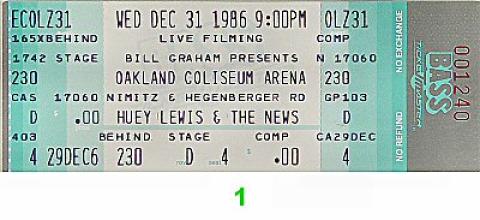 ECOLZ31 WED DEC 31 1986 9:00PM OLZ31
165XBEHIND LIVE FILMING COMP
1742 STAGE BILL GRAHAM PRESENTS N 17060
230 OAKLAND COLISEUM ARENA 230
CAS 17060 NIMITZ & HEGENBERGER RD GP103
D .00 HUEY LEWIS & THE NEWS D
403 BEHIND STAGE COMP CA29DEC
4 29DEC6 230 D 4 .00 4
NO EXCHANGE
NO REFUND
TICKETMASTER
BASS
001240
1